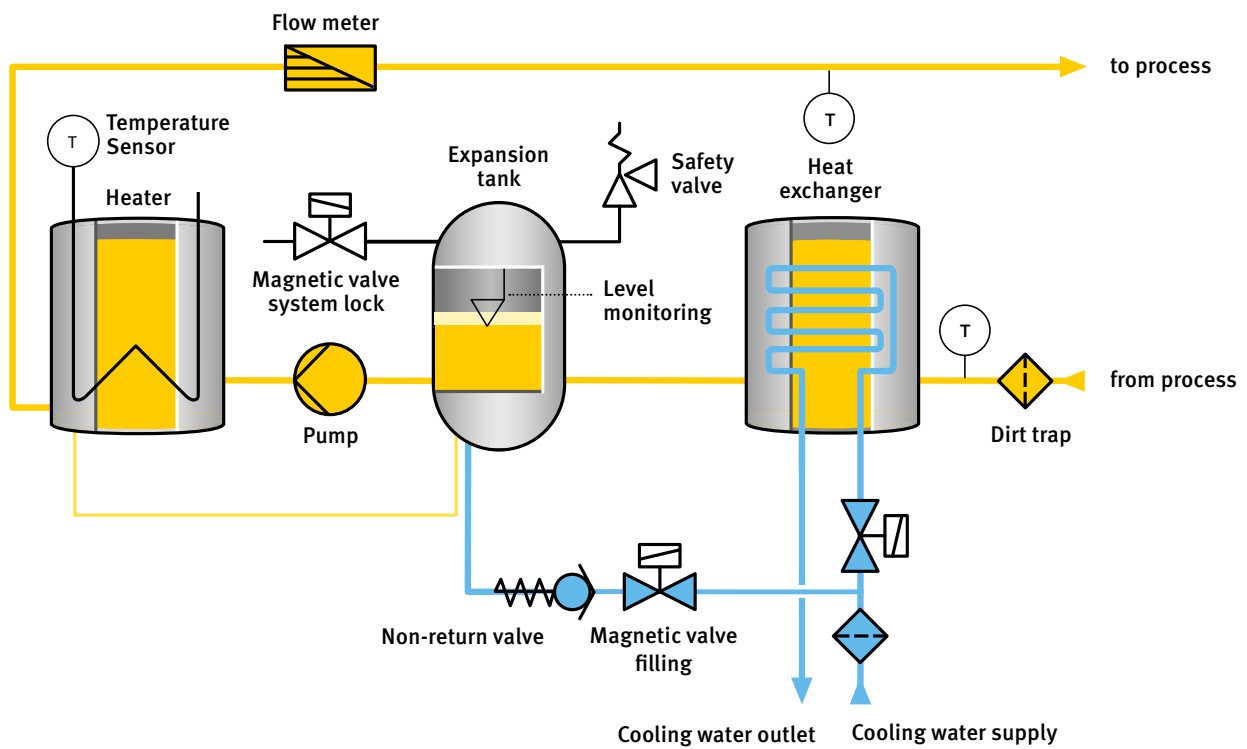 Flow meter
to process
T
Temperature
Sensor
T
Expansion
tank
Safety
valve
Heat
exchanger
Heater
Magnetic valve
system lock
Level
monitoring
T
from process
Pump
Dirt trap
Non-return valve
Magnetic valve
filling
Cooling water outlet
Cooling water supply